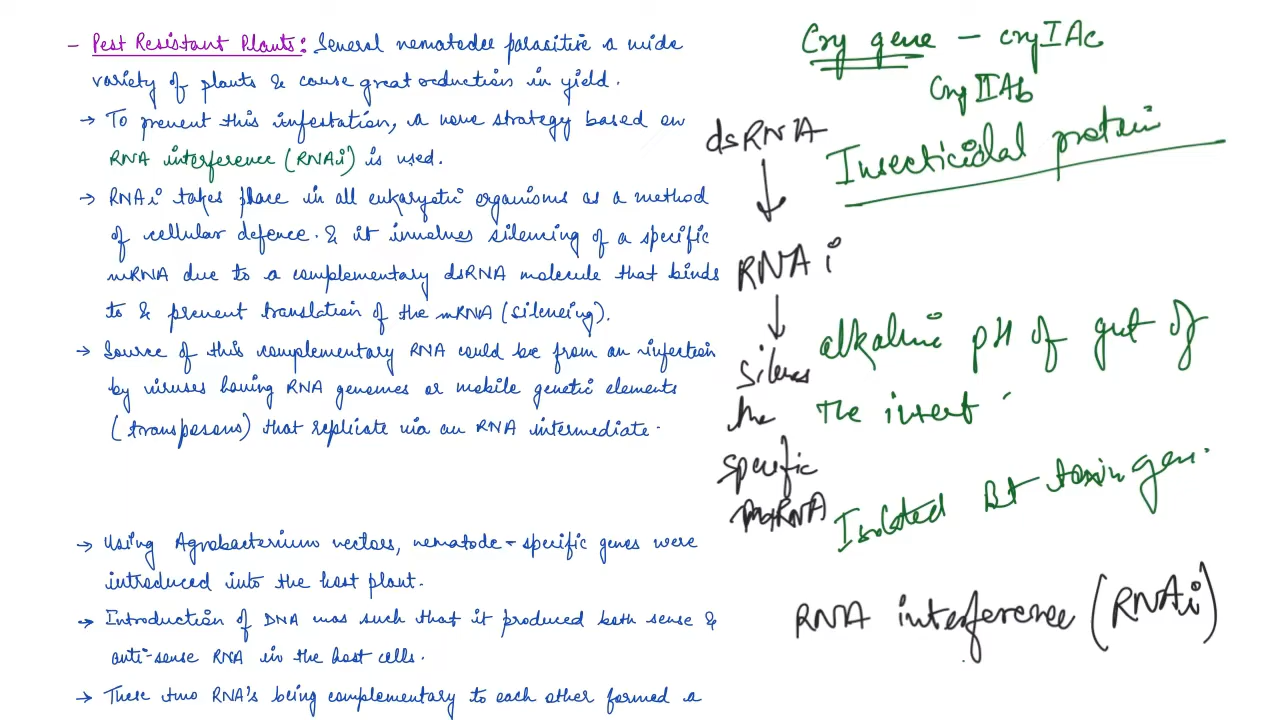 - Pest Resistant Plants: Several nematodes parasitise a wide
variety of plants & cause great reduction in yield.
→ To prevent this infestation, a novel strategy based on
RNA interference (RNAi) is used.
→ RNAi takes place in all eukaryotic organisms as a method
of cellular defence. & it involves silencing of a specific
mRNA due to a complementary dsRNA molecule that binds
to & prevent translation of the mRNA (silencing).
→ Source of this complementary RNA could be from an infection
by viruses having RNA genomes or mobile genetic elements
(transposons) that replicate via an RNA intermediate.
→ Using Agrobacterium vectors, nematode-specific genes were
introduced into the host plant.
→ Introduction of DNA was such that it produced both sense &
anti-sense RNA in the host cells.
→ These two RNA's being complementary to each other formed a
Cry gene - cryIAc
Cry IIAb
Insecticidal protein
dsRNA
↓
RNAi
↓
Silences
the
specific
mRNA
alkaline pH of gut of
the insect
Isolated Bt toxin gen.
RNA interference (RNAi)